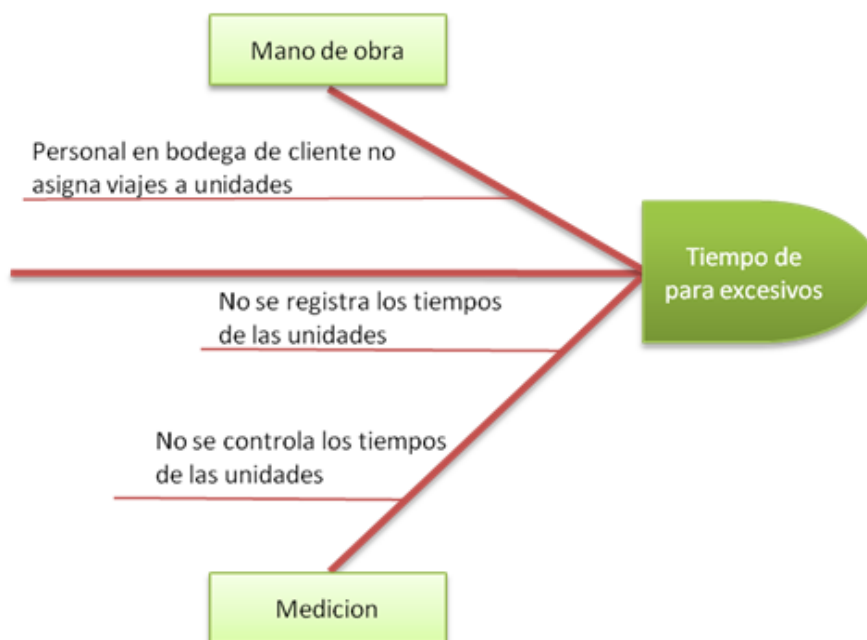 Mano de obra
Personal en bodega de cliente no
asigna viajes a unidades
Tiempo de
para excesivos
No se registra los tiempos
de las unidades
No se controla los tiempos
de las unidades
Medicion